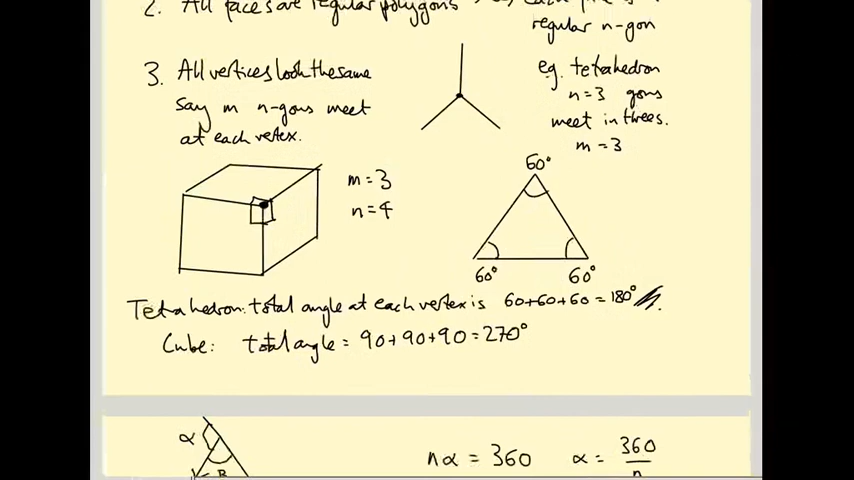 2. All faces are regular polygons
regular n-gon
3. All vertices look the same
say m n-gons meet
at each vertex.
eg. tetrahedron
n=3 gons
meet in threes.
m=3
m=3
n=4
60°
60°
60°
Tetrahedron: total angle at each vertex is 60+60+60=180°
Cube: total angle = 90+90+90=270°
α
β
nα = 360
α = 360/n